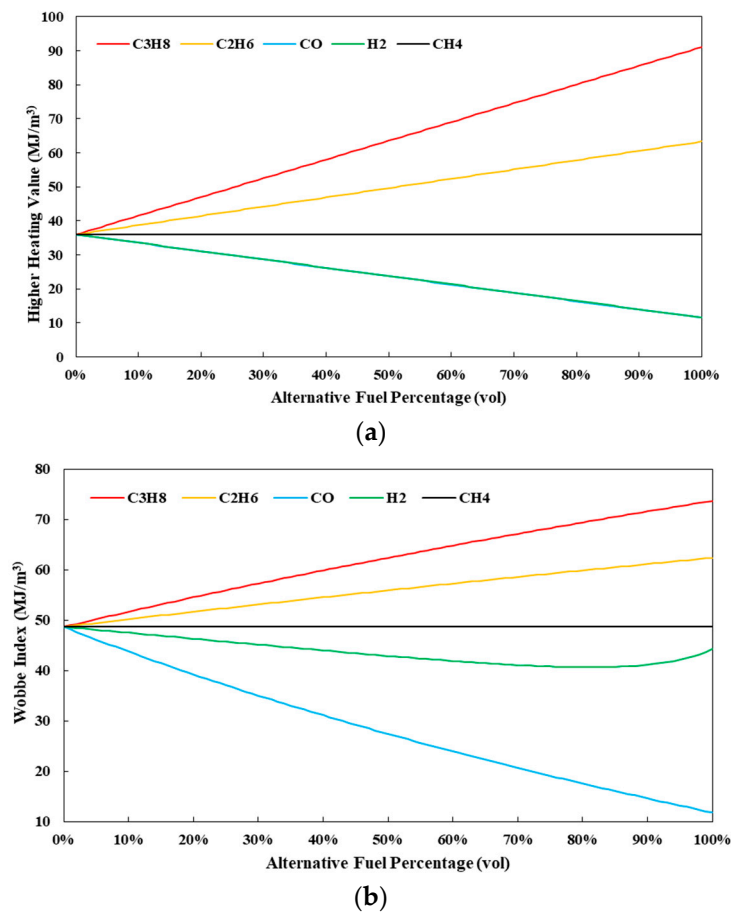 100
90
80
70
60
50
40
30
20
10
0
Higher Heating Value (MJ/m³)
C3H8 C2H6 CO H2 CH4
0% 10% 20% 30% 40% 50% 60% 70% 80% 90% 100%
Alternative Fuel Percentage (vol)
(a)
80
70
60
50
40
30
20
10
Wobbe Index (MJ/m³)
C3H8 C2H6 CO H2 CH4
0% 10% 20% 30% 40% 50% 60% 70% 80% 90% 100%
Alternative Fuel Percentage (vol)
(b)